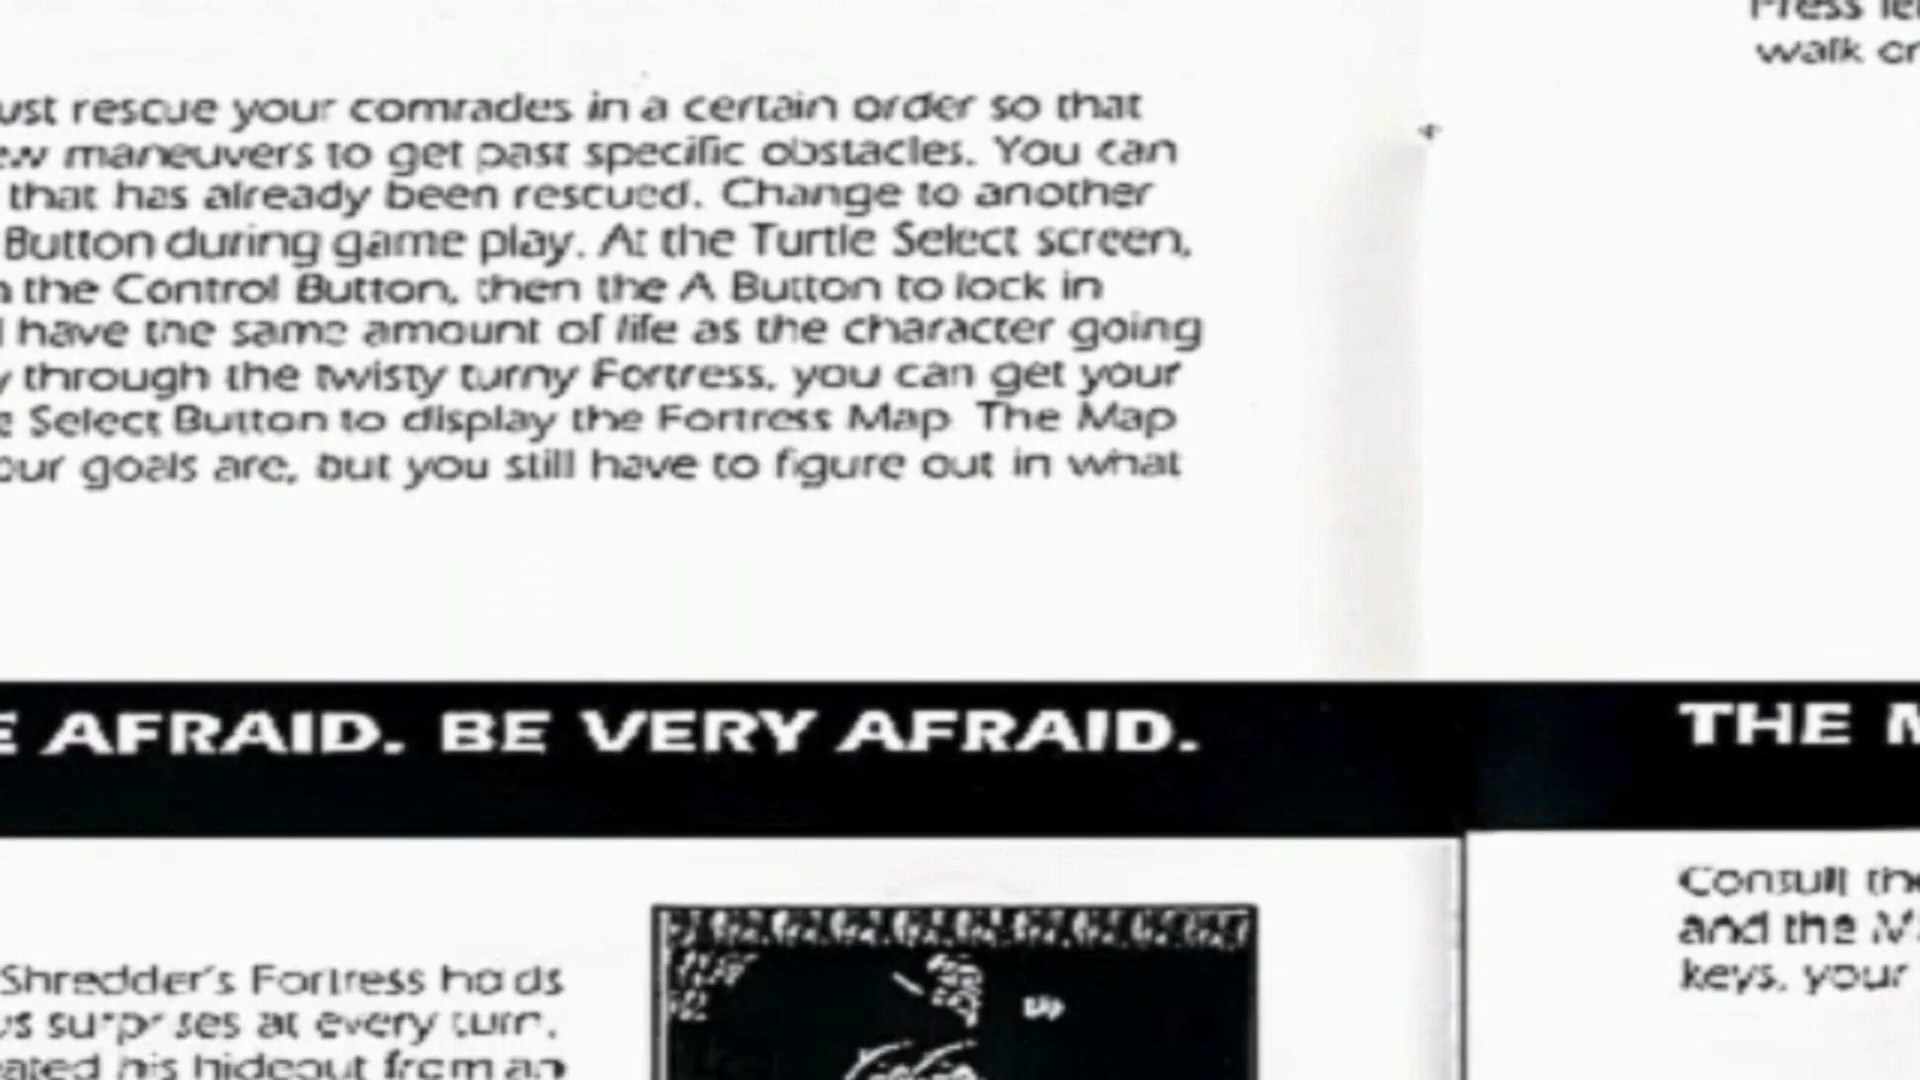 ust rescue your comrades in a certain order so that
ew maneuvers to get past specific obstacles. You can
that has already been rescued. Change to another
Button during game play. At the Turtle Select screen,
the Control Button, then the A Button to lock in
have the same amount of life as the character going
y through the twisty turny Fortress, you can get your
e Select Button to display the Fortress Map. The Map
our goals are, but you still have to figure out in what
E AFRAID. BE VERY AFRAID.
Shredder's Fortress holds
us surprises at every turn.
eated his hideout from an
Press le
walk or
THE M
Consult the
and the M
keys, your